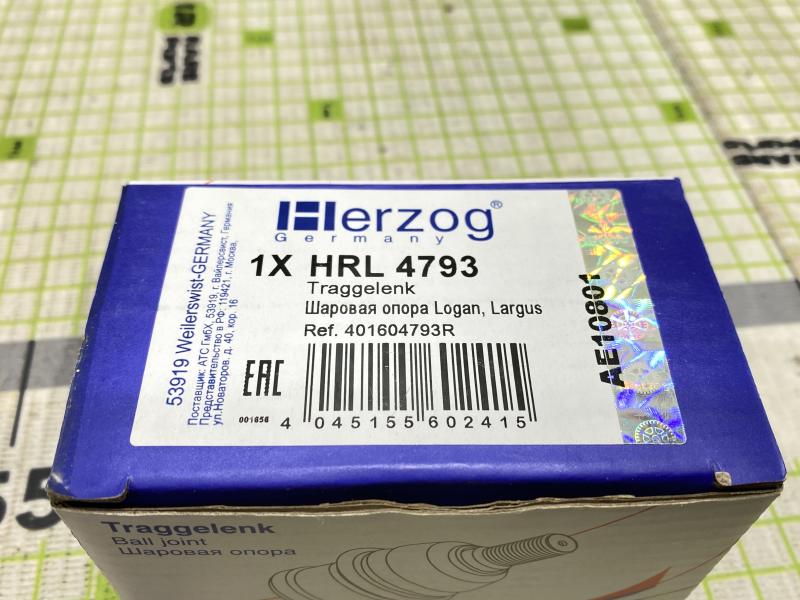 Herzog®
Germany
1X HRL 4793
Traggelenk
Шаровая опора Logan, Largus
Ref. 401604793R
EAC
001656
4 045155 602415
AE10801
53919 Weilerswist-GERMANY
Поставщик: АТС ГмбХ, 53919, г. Вайлерсвист, Германия
Представительство в РФ: 119421, г. Москва,
ул.Новаторов, д. 40, кор. 16
Traggelenk
Ball joint
Шаровая опора
55